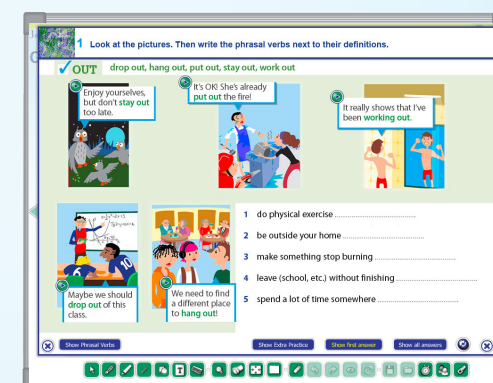 1 Look at the pictures. Then write the phrasal verbs next to their definitions.
OUT drop out, hang out, put out, stay out, work out
Enjoy yourselves,
but don't stay out
too late.
It's OK! She's already
put out the fire!
It really shows that I've
been working out.
Maybe we should
drop out of this
class.
We need to find
a different place
to hang out!
1 do physical exercise
2 be outside your home
3 make something stop burning
4 leave (school, etc.) without finishing
5 spend a lot of time somewhere
Show Phrasal Verbs
Show Extra Practice
Show first answer
Show all answers
T